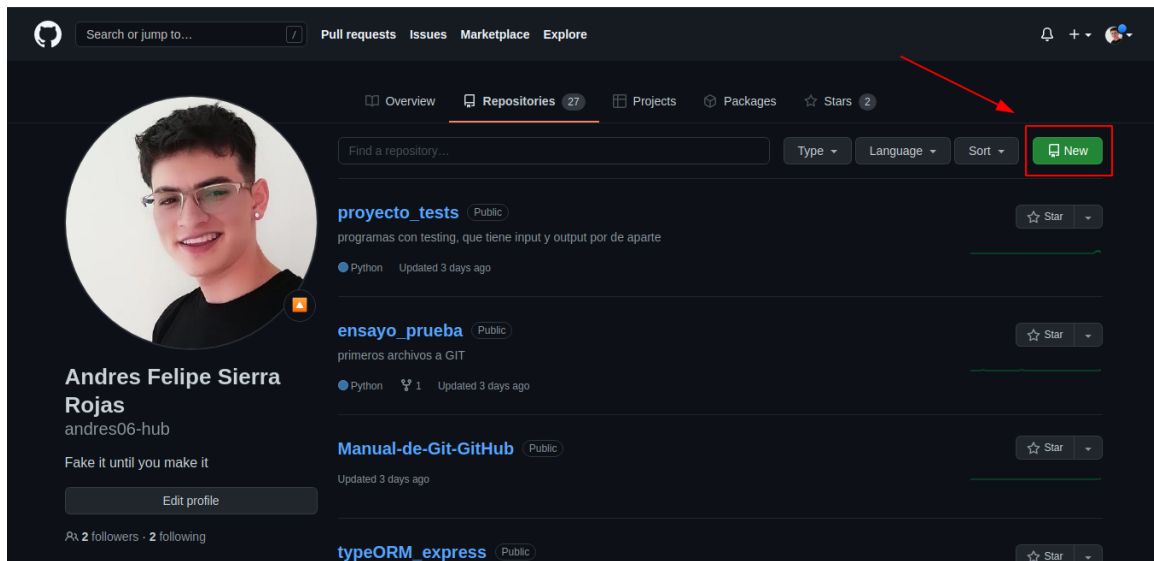 Search or jump to… /
Pull requests Issues Marketplace Explore
Overview Repositories 27 Projects Packages Stars 2
Find a repository… Type Language Sort New
proyecto_tests Public Star
programas con testing, que tiene input y output por de aparte
Python Updated 3 days ago
ensayo_prueba Public Star
primeros archivos a GIT
Python 1 Updated 3 days ago
Manual-de-Git-GitHub Public Star
Updated 3 days ago
typeORM_express Public Star
Andres Felipe Sierra
Rojas
andres06-hub
Fake it until you make it
Edit profile
2 followers · 2 following